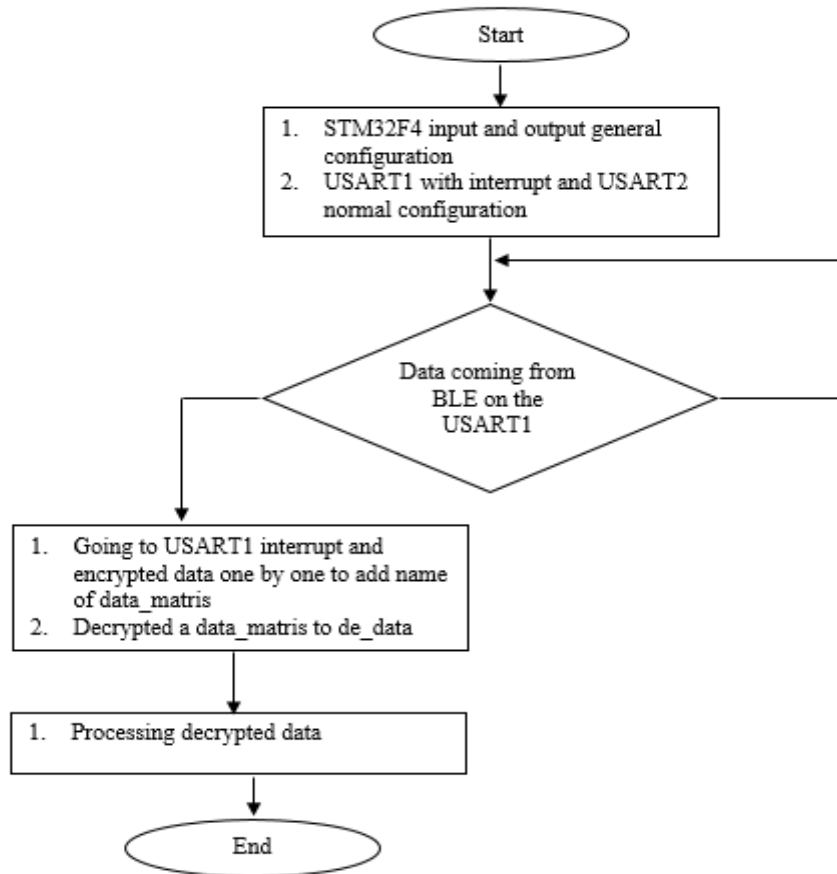 Start
1. STM32F4 input and output general
configuration
2. USART1 with interrupt and USART2
normal configuration
Data coming from
BLE on the
USART1
1. Going to USART1 interrupt and
encrypted data one by one to add name
of data_matris
2. Decrypted a data_matris to de_data
1. Processing decrypted data
End